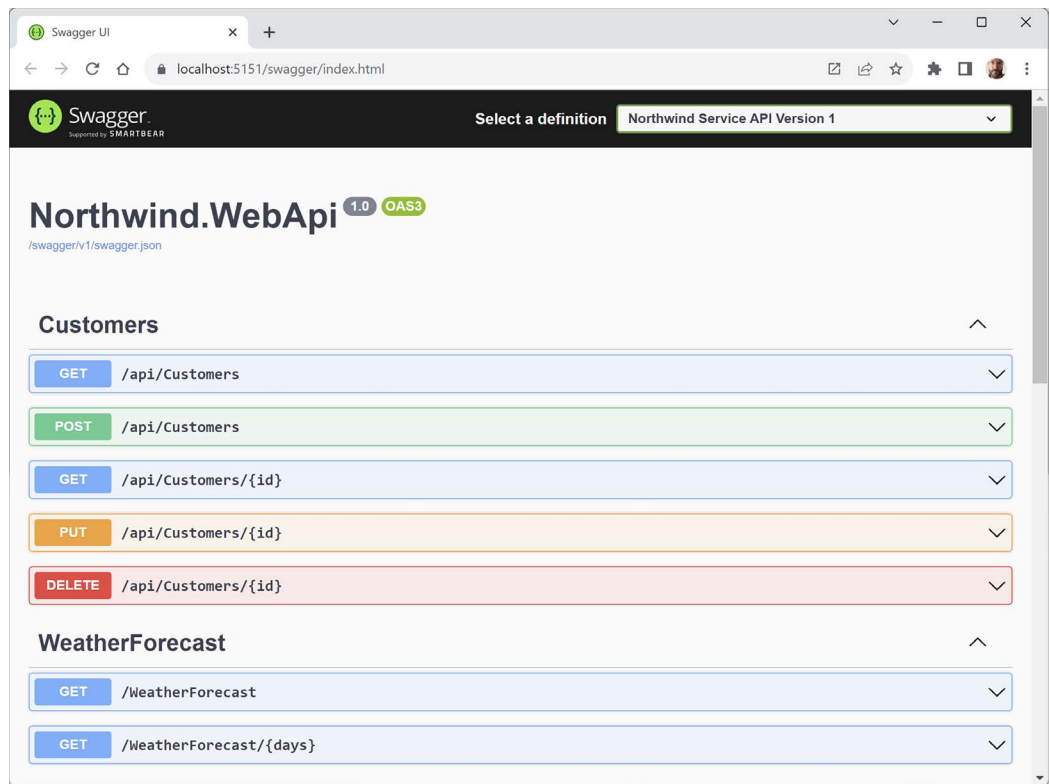 Swagger UI
localhost:5151/swagger/index.html
Swagger.
Supported by SMARTBEAR
Select a definition
Northwind Service API Version 1
Northwind.WebApi 1.0 OAS3
/swagger/v1/swagger.json
Customers
GET /api/Customers
POST /api/Customers
GET /api/Customers/{id}
PUT /api/Customers/{id}
DELETE /api/Customers/{id}
WeatherForecast
GET /WeatherForecast
GET /WeatherForecast/{days}